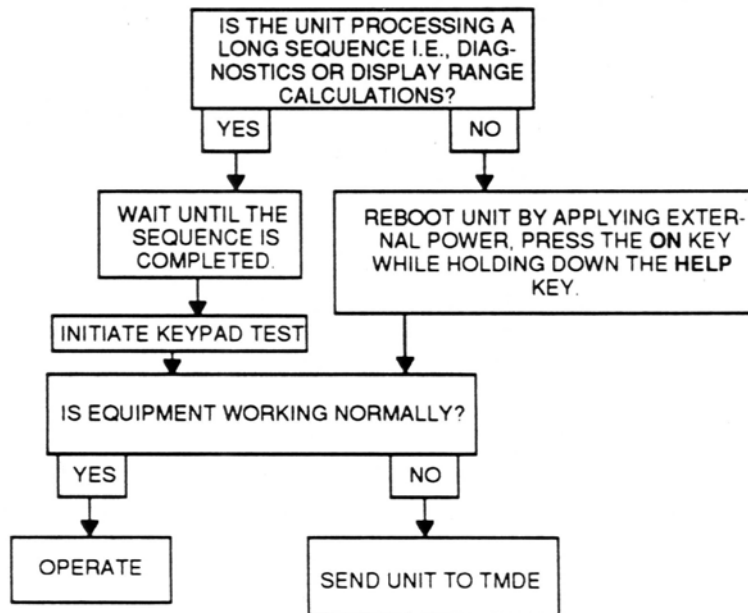 IS THE UNIT PROCESSING A
LONG SEQUENCE I.E., DIAG-
NOSTICS OR DISPLAY RANGE
CALCULATIONS?
YES
NO
WAIT UNTIL THE
SEQUENCE IS
COMPLETED.
REBOOT UNIT BY APPLYING EXTER-
NAL POWER, PRESS THE ON KEY
WHILE HOLDING DOWN THE HELP
KEY.
INITIATE KEYPAD TEST
IS EQUIPMENT WORKING NORMALLY?
YES
NO
OPERATE
SEND UNIT TO TMDE